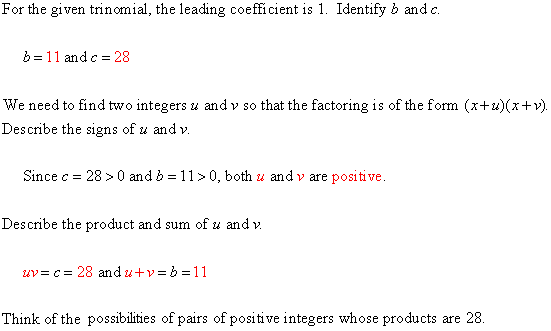 For the given trinomial, the leading coefficient is 1. Identify b and c.
b = 11 and c = 28
We need to find two integers u and v so that the factoring is of the form (x+u)(x+v).
Describe the signs of u and v.
Since c = 28 > 0 and b = 11 > 0, both u and v are positive.
Describe the product and sum of u and v.
uv = c = 28 and u+v = b = 11
Think of the possibilities of pairs of positive integers whose products are 28.